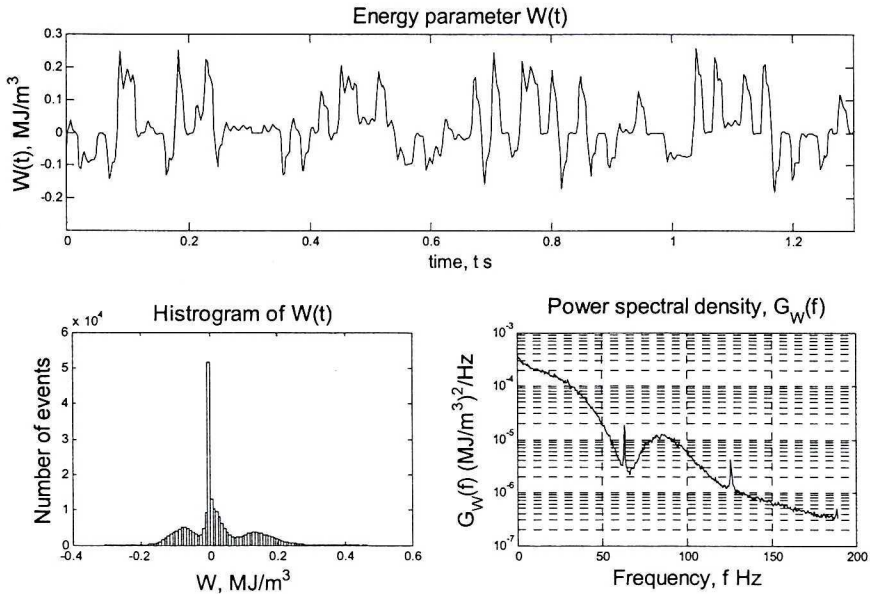 Energy parameter W(t)
W(t), MJ/m³
0.3
0.2
0.1
0
-0.1
-0.2
0 0.2 0.4 0.6 0.8 1 1.2
time, t s
Histrogram of W(t)
x 10⁴
Number of events
6
5
4
3
2
1
0
-0.4 -0.2 0 0.2 0.4 0.6
W, MJ/m³
Power spectral density, G_W(f)
G_W(f) (MJ/m³)²/Hz
10⁻³
10⁻⁴
10⁻⁵
10⁻⁶
10⁻⁷
0 50 100 150 200
Frequency, f Hz